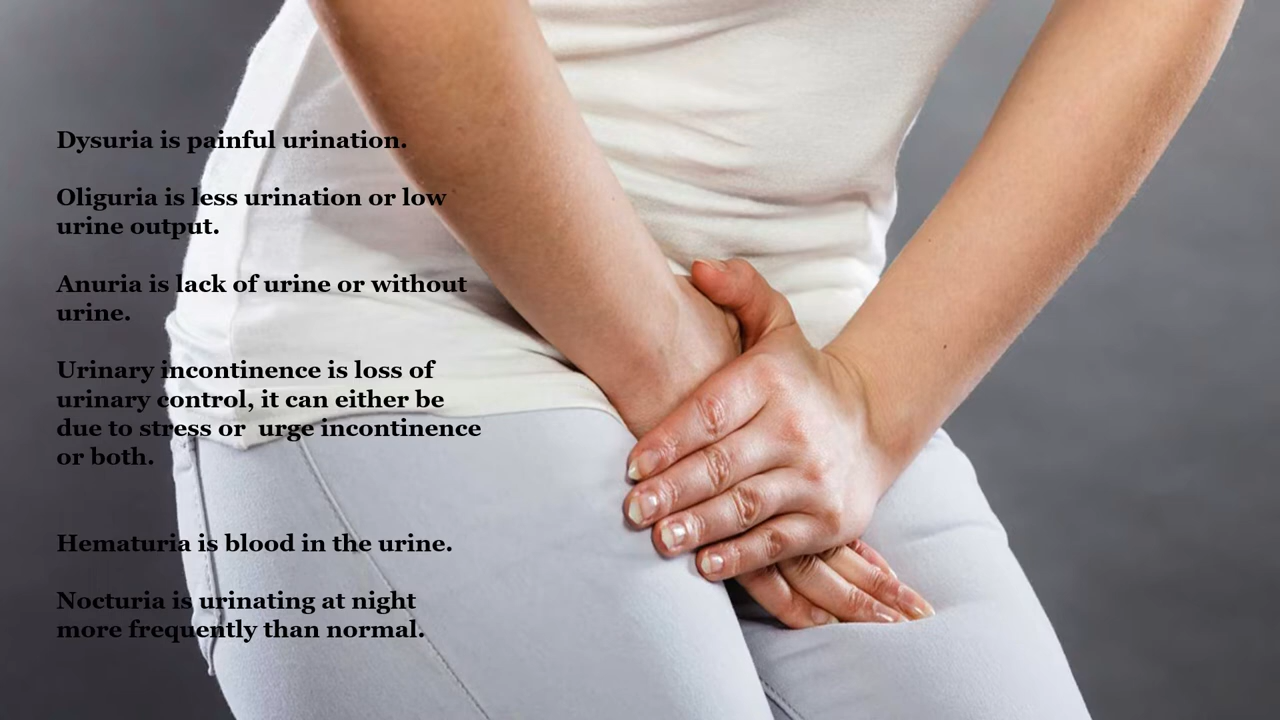 Dysuria is painful urination.
Oliguria is less urination or low
urine output.
Anuria is lack of urine or without
urine.
Urinary incontinence is loss of
urinary control, it can either be
due to stress or  urge incontinence
or both.
Hematuria is blood in the urine.
Nocturia is urinating at night
more frequently than normal.